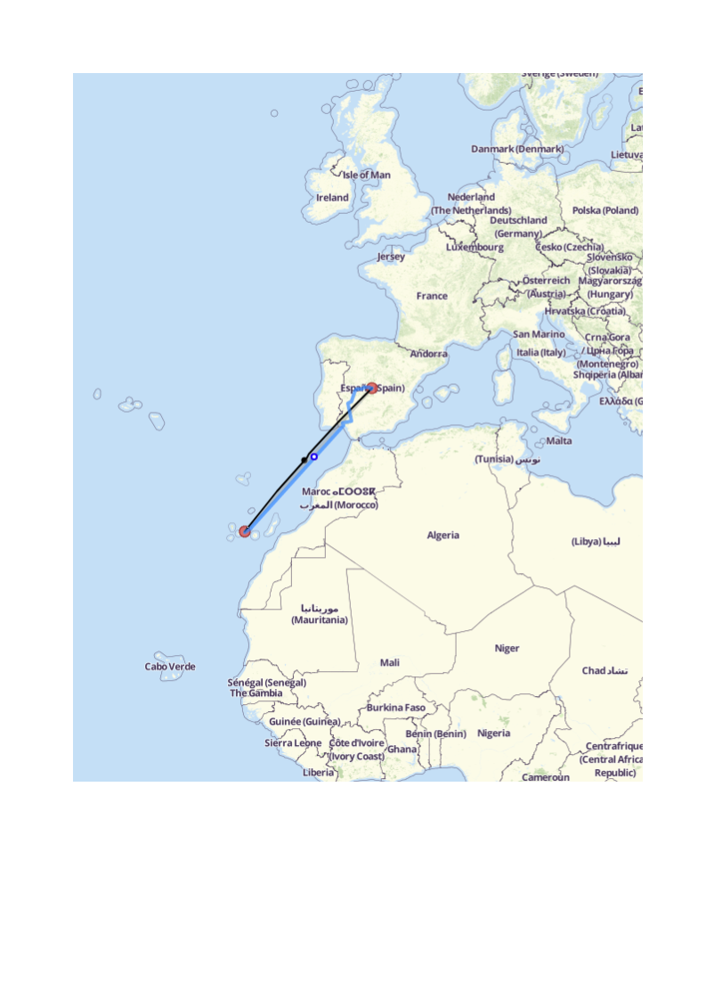 Sverige (Sweden)
E
Lat
Danmark (Denmark)
Lietuva
Isle of Man
Ireland
Nederland
(The Netherlands)
Polska (Poland)
Deutschland
(Germany)
Luxembourg
Česko (Czechia)
Jersey
Slovensko
(Slovakia)
Österreich
(Austria)
Magyarország
(Hungary)
France
Hrvatska (Croatia)
San Marino
Crna Gora
/ Црна Гора
(Montenegro)
Andorra
Italia (Italy)
Shqipëria (Alban
España (Spain)
Ελλάδα (G
Malta
(Tunisia) تونس
Maroc ⴰⵎⵔⵔⵓⴽ
المغرب (Morocco)
Algeria
(Libya) ليبيا
موريتانيا
(Mauritania)
Niger
Mali
Chad تشاد
Cabo Verde
Sénégal (Senegal)
The Gambia
Burkina Faso
Guinée (Guinea)
Bénin (Benin)
Nigeria
Sierra Leone
Côte d'Ivoire
(Ivory Coast)
Ghana
Centrafrique
(Central Africa
Republic)
Liberia
Cameroun